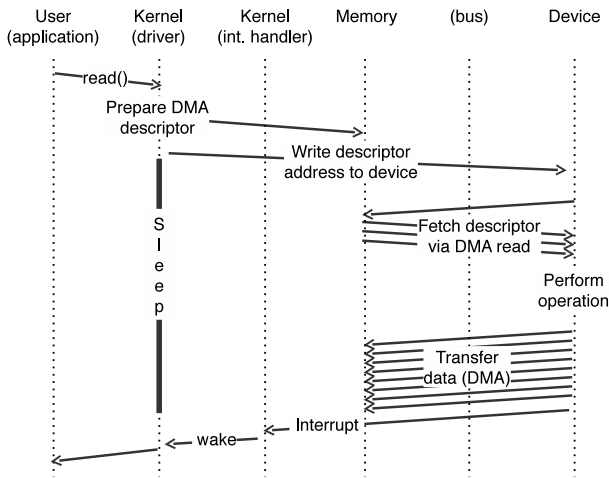 User Kernel Kernel Memory (bus) Device
(application) (driver) (int. handler)
read()
Prepare DMA
descriptor
Write descriptor
address to device
Sleep
Fetch descriptor
via DMA read
Perform
operation
Transfer
data (DMA)
Interrupt
wake